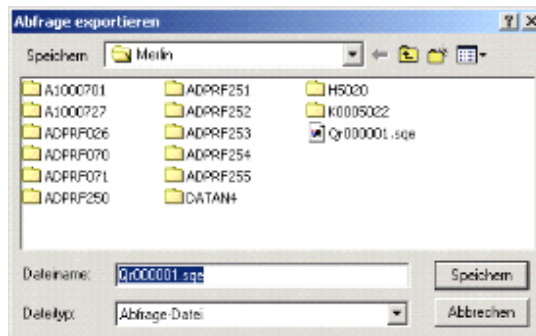 Abfrage exportieren
Speichern Merlin
A1000701 ADPRF251 H5020
A1000727 ADPRF252 K0005022
ADPRF026 ADPRF253 Qr000001.sqe
ADPRF070 ADPRF254
ADPRF071 ADPRF255
ADPRF250 DATAN4
Dateiname: Qr000001.sqe Speichern
Dateityp: Abfrage-Datei Abbrechen